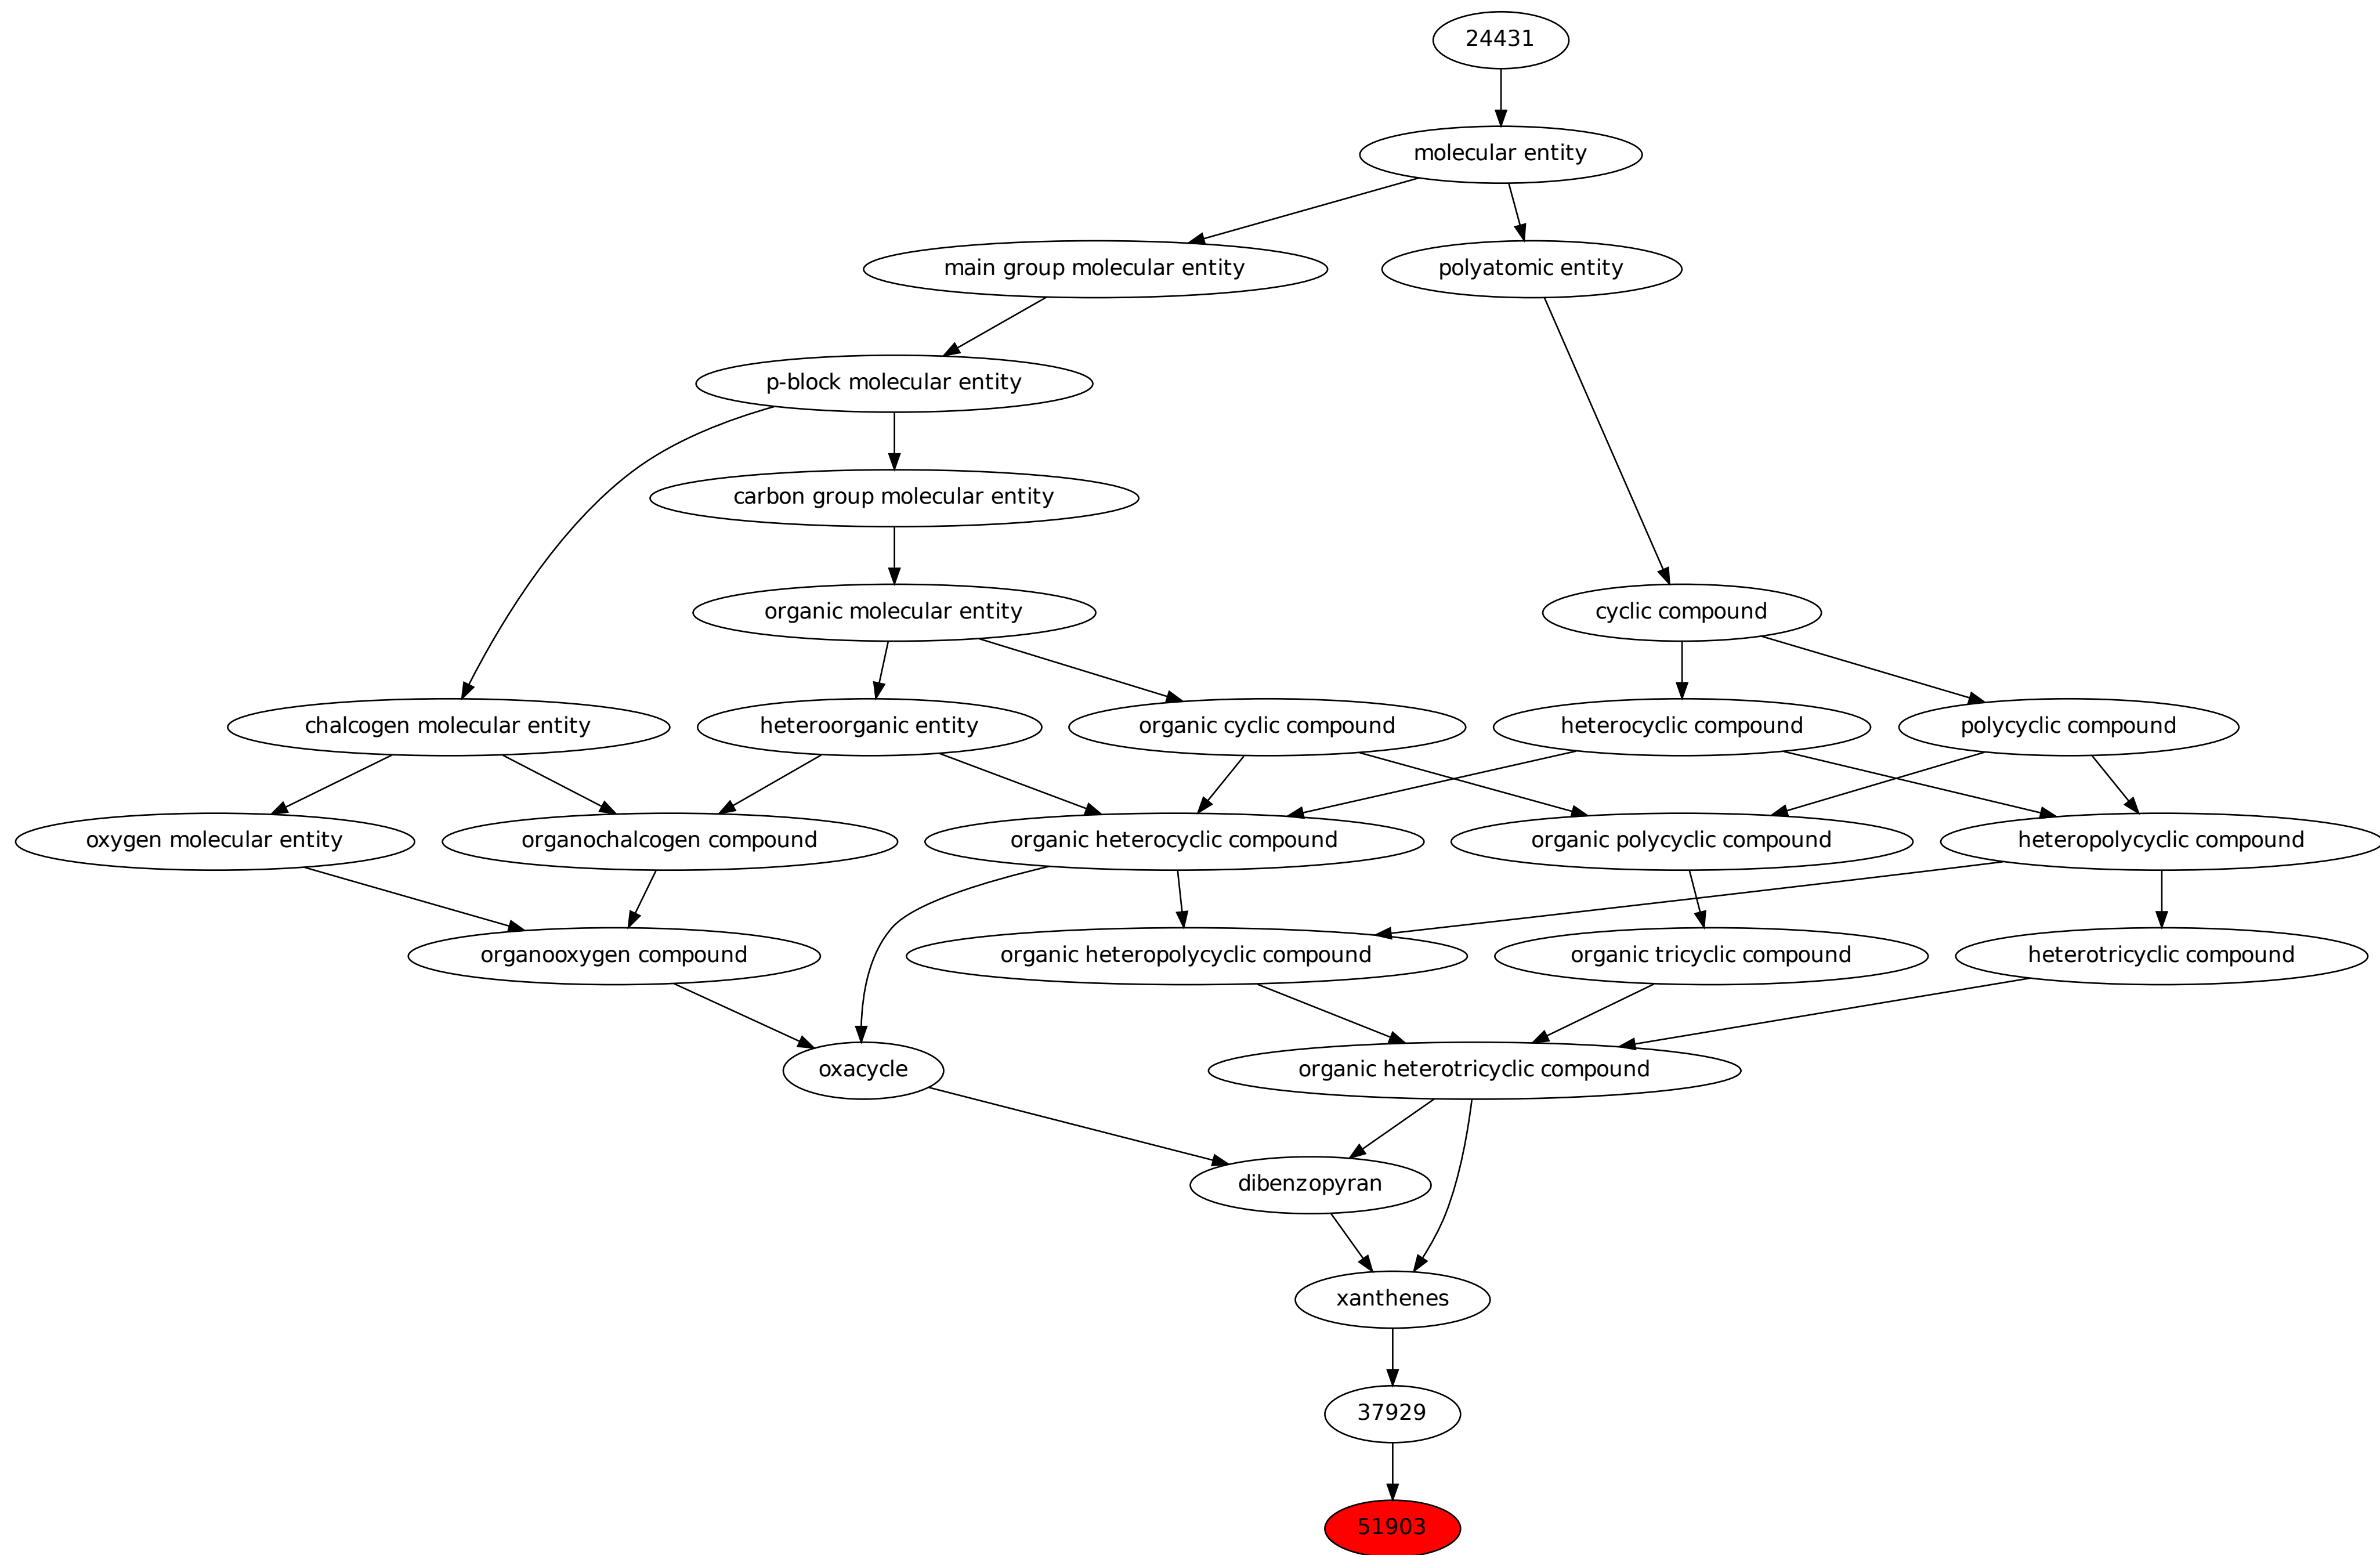 24431
molecular entity
main group molecular entity
polyatomic entity
p-block molecular entity
carbon group molecular entity
organic molecular entity
cyclic compound
chalcogen molecular entity
heteroorganic entity
organic cyclic compound
heterocyclic compound
polycyclic compound
oxygen molecular entity
organochalcogen compound
organic heterocyclic compound
organic polycyclic compound
heteropolycyclic compound
organooxygen compound
organic heteropolycyclic compound
organic tricyclic compound
heterotricyclic compound
oxacycle
organic heterotricyclic compound
dibenzopyran
xanthenes
37929
51903